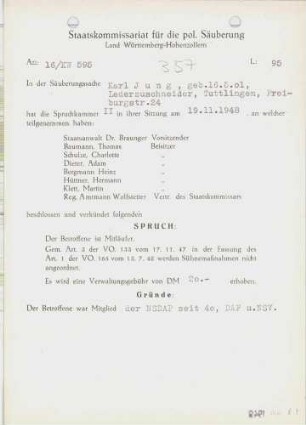 Staatskommissariat für die pol. Säuberung
Land Württemberg-Hohenzollern
Az: 16/KW 595
357
L: 95
In der Säuberungssache Karl Jung, geb.16.5.01,
Lederzuschneider, Tuttlingen, Frei-
burgstr.24
hat die Spruchkammer II in ihrer Sitzung am 19.11.1948 , an welcher
teilgenommen haben:
Staatsanwalt Dr. Braunger Vorsitzender
Baumann, Thomas Beisitzer
Schulze, Charlotte "
Dieter, Adam "
Bergmann Heinz "
Hüttner, Hermann "
Klett, Martin "
Reg. Amtmann Vertr. des Staatskommissars
beschlossen und verkündet folgenden
SPRUCH:
Der Betroffene ist Mitläufer.
Gem. Art. 2 der VO. 133 vom 17. 11. 47 in der Fassung des
Art. 1 der VO. 165 vom 13. 7. 48 werden Sühnemaßnahmen nicht
angeordnet.
Es wird eine Verwaltungsgebühr von DM 20.- erhoben.
Gründe:
Der Betroffene war Mitglied der NSDAP seit 40, DAF u.NSV.